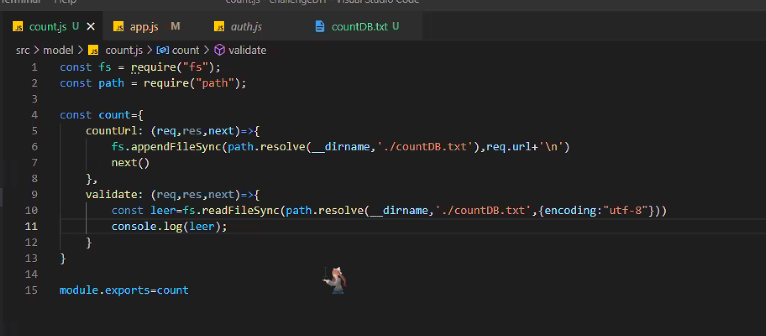 count.js - challengeDH - Visual Studio Code
count.js U
app.js M
auth.js
countDB.txt U
src > model > count.js > count > validate
1 const fs = require("fs");
2 const path = require("path");
3
4 const count={
5 countUrl: (req,res,next)=>{
6 fs.appendFileSync(path.resolve(__dirname,'./countDB.txt'),req.url+'\n')
7 next()
8 },
9 validate: (req,res,next)=>{
10 const leer=fs.readFileSync(path.resolve(__dirname,'./countDB.txt',{encoding:"utf-8"}))
11 console.log(leer);
12 }
13 }
14
15 module.exports=count